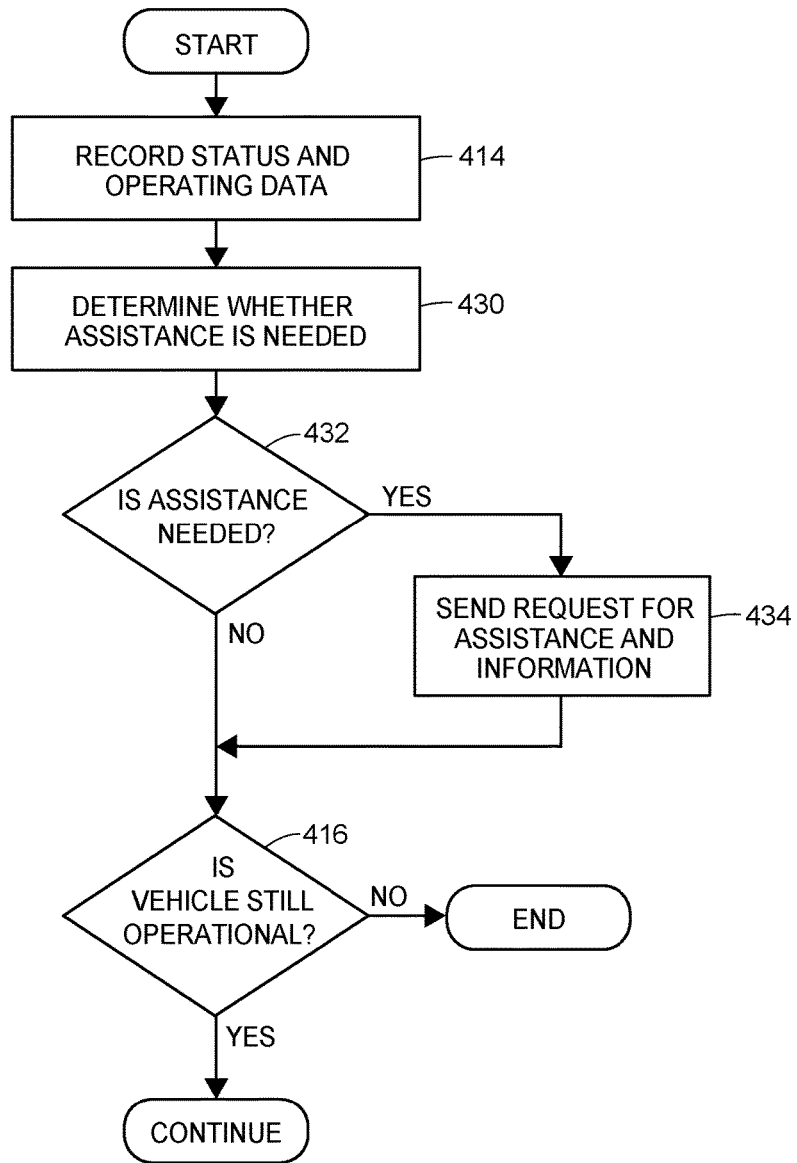 START
RECORD STATUS AND
OPERATING DATA
414
DETERMINE WHETHER
ASSISTANCE IS NEEDED
430
432
IS ASSISTANCE
NEEDED?
YES
NO
SEND REQUEST FOR
ASSISTANCE AND
INFORMATION
434
416
IS
VEHICLE STILL
OPERATIONAL?
NO
END
YES
CONTINUE